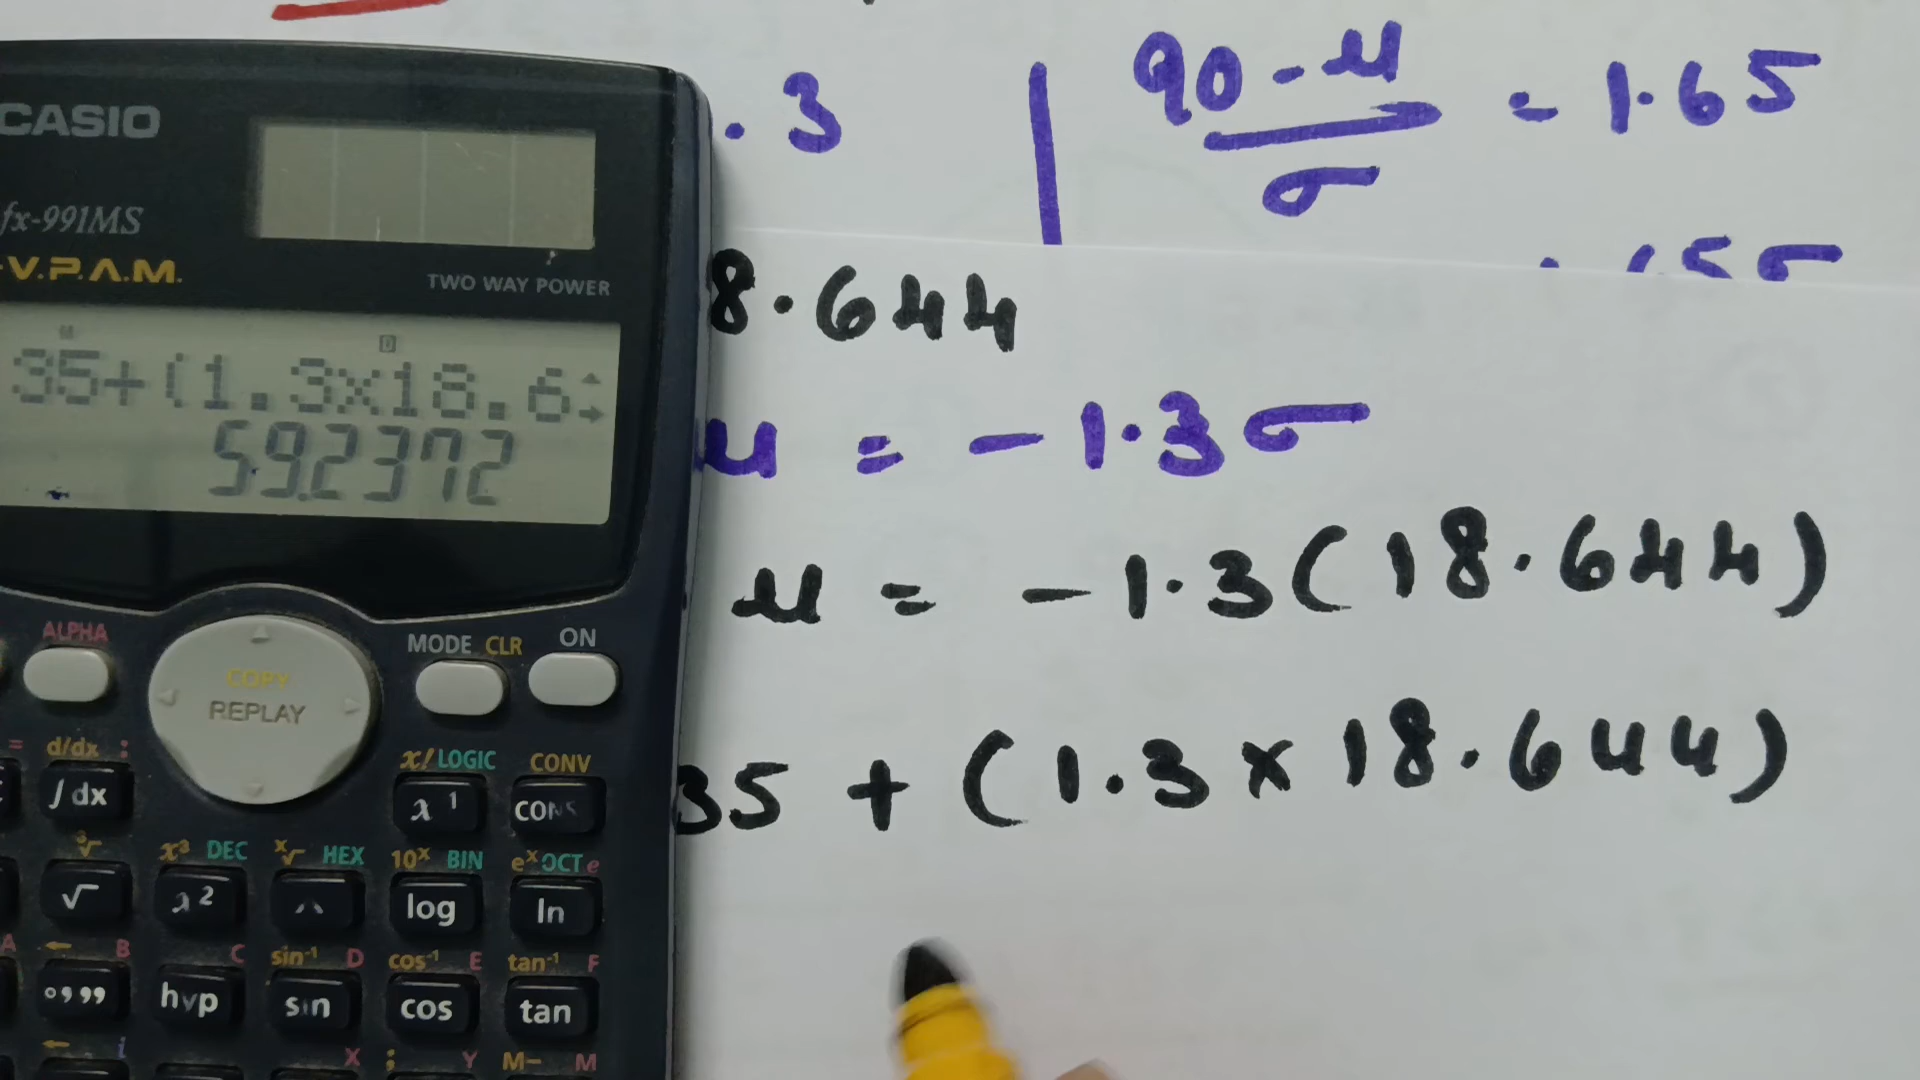 .3
90-μ
= 1.65
σ
8.644
μ = -1.3σ
μ = -1.3(18.644)
35 + (1.3 x 18.644)
CASIO
fx-991MS
V.P.A.M.
TWO WAY POWER
M D
35+(1.3x18.6
59.2372
ALPHA
MODE CLR ON
COPY
REPLAY
= d/dx : x! LOGIC CONV
∫dx x-1 CONS
3√ x3 DEC x√ HEX 10x BIN ex OCT e
√ x2 ^ log ln
A ← B C sin-1 D cos-1 E tan-1 F
°,,, hyp sin cos tan
← i X ; Y M- M